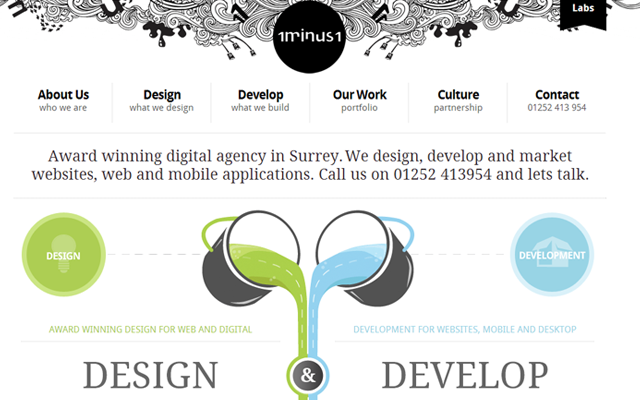 Labs
1minus1
About Us
who we are
Design
what we design
Develop
what we build
Our Work
portfolio
Culture
partnership
Contact
01252 413 954
Award winning digital agency in Surrey. We design, develop and market
websites, web and mobile applications. Call us on 01252 413954 and lets talk.
DESIGN
DEVELOPMENT
AWARD WINNING DESIGN FOR WEB AND DIGITAL
DEVELOPMENT FOR WEBSITES, MOBILE AND DESKTOP
DESIGN
&
DEVELOP